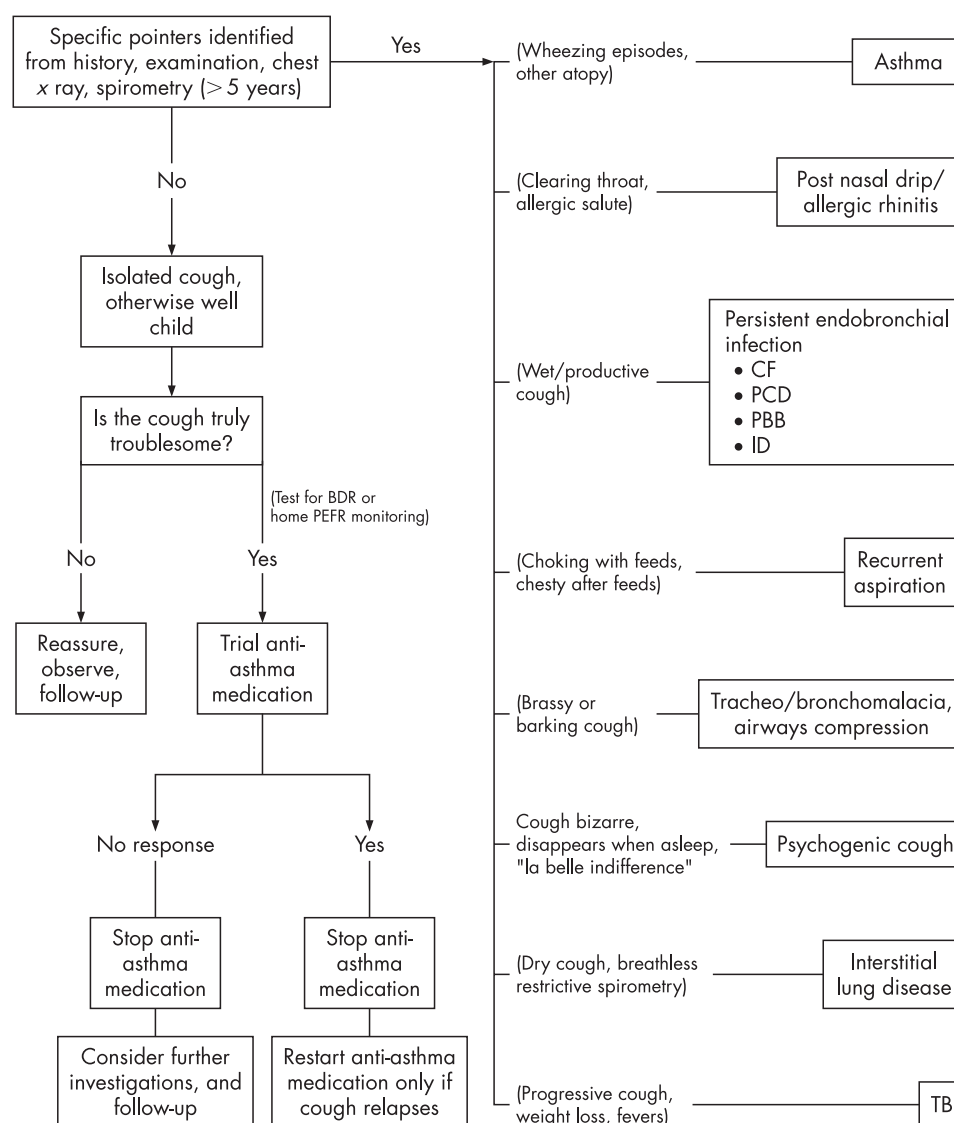 Specific pointers identified
from history, examination, chest
x ray, spirometry (> 5 years)
Yes
No
Isolated cough,
otherwise well
child
Is the cough truly
troublesome?
(Test for BDR or
home PEFR monitoring)
No
Yes
Reassure,
observe,
follow-up
Trial anti-
asthma
medication
No response
Yes
Stop anti-
asthma
medication
Stop anti-
asthma
medication
Consider further
investigations, and
follow-up
Restart anti-asthma
medication only if
cough relapses
(Wheezing episodes,
other atopy)
Asthma
(Clearing throat,
allergic salute)
Post nasal drip/
allergic rhinitis
(Wet/productive
cough)
Persistent endobronchial
infection
• CF
• PCD
• PBB
• ID
(Choking with feeds,
chesty after feeds)
Recurrent
aspiration
(Brassy or
barking cough)
Tracheo/bronchomalacia,
airways compression
Cough bizarre,
disappears when asleep,
"la belle indifference"
Psychogenic cough
(Dry cough, breathless
restrictive spirometry)
Interstitial
lung disease
(Progressive cough,
weight loss, fevers)
TB